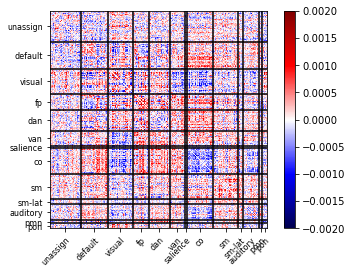 unassign
default
visual
fp
dan
van
salience
co
sm
sm-lat
auditory
pmn
pon
unassign
default
visual
fp
dan
van
salience
co
sm
sm-lat
auditory
0.0020
0.0015
0.0010
0.0005
0.0000
−0.0005
−0.0010
−0.0015
−0.0020